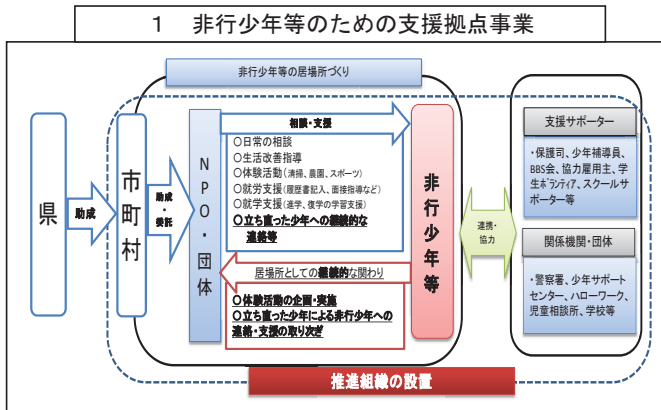 1 非行少年等のための支援拠点事業
非行少年等の居場所づくり
県
助成
市町村
助成・
委託
NPO・団体
相談・支援
○日常の相談
○生活改善指導
○体験活動(清掃、農園、スポーツ)
○就労支援(履歴書記入、面接指導など)
○就学支援(進学、復学の学習支援)
○立ち直った少年への継続的な
連絡等
居場所としての継続的な関わり
○体験活動の企画・実施
○立ち直った少年による非行少年への
連絡・支援の取り次ぎ
非行少年等
連携・
協力
支援サポーター
・保護司、少年補導員、
BBS会、協力雇用主、学
生ボランティア、スクールサ
ポーター等
関係機関・団体
・警察署、少年サポート
センター、ハローワーク、
児童相談所、学校等
推進組織の設置